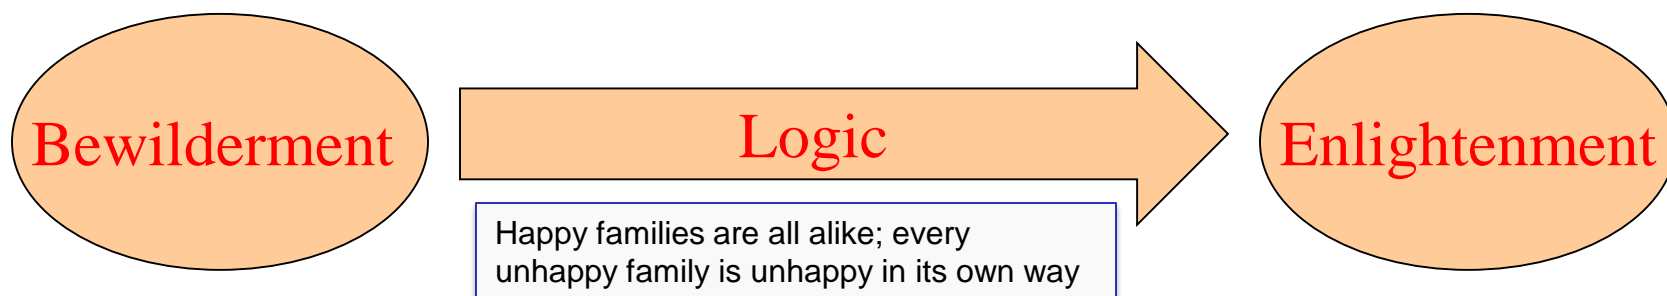 Bewilderment
Logic
Enlightenment
Happy families are all alike; every
unhappy family is unhappy in its own way